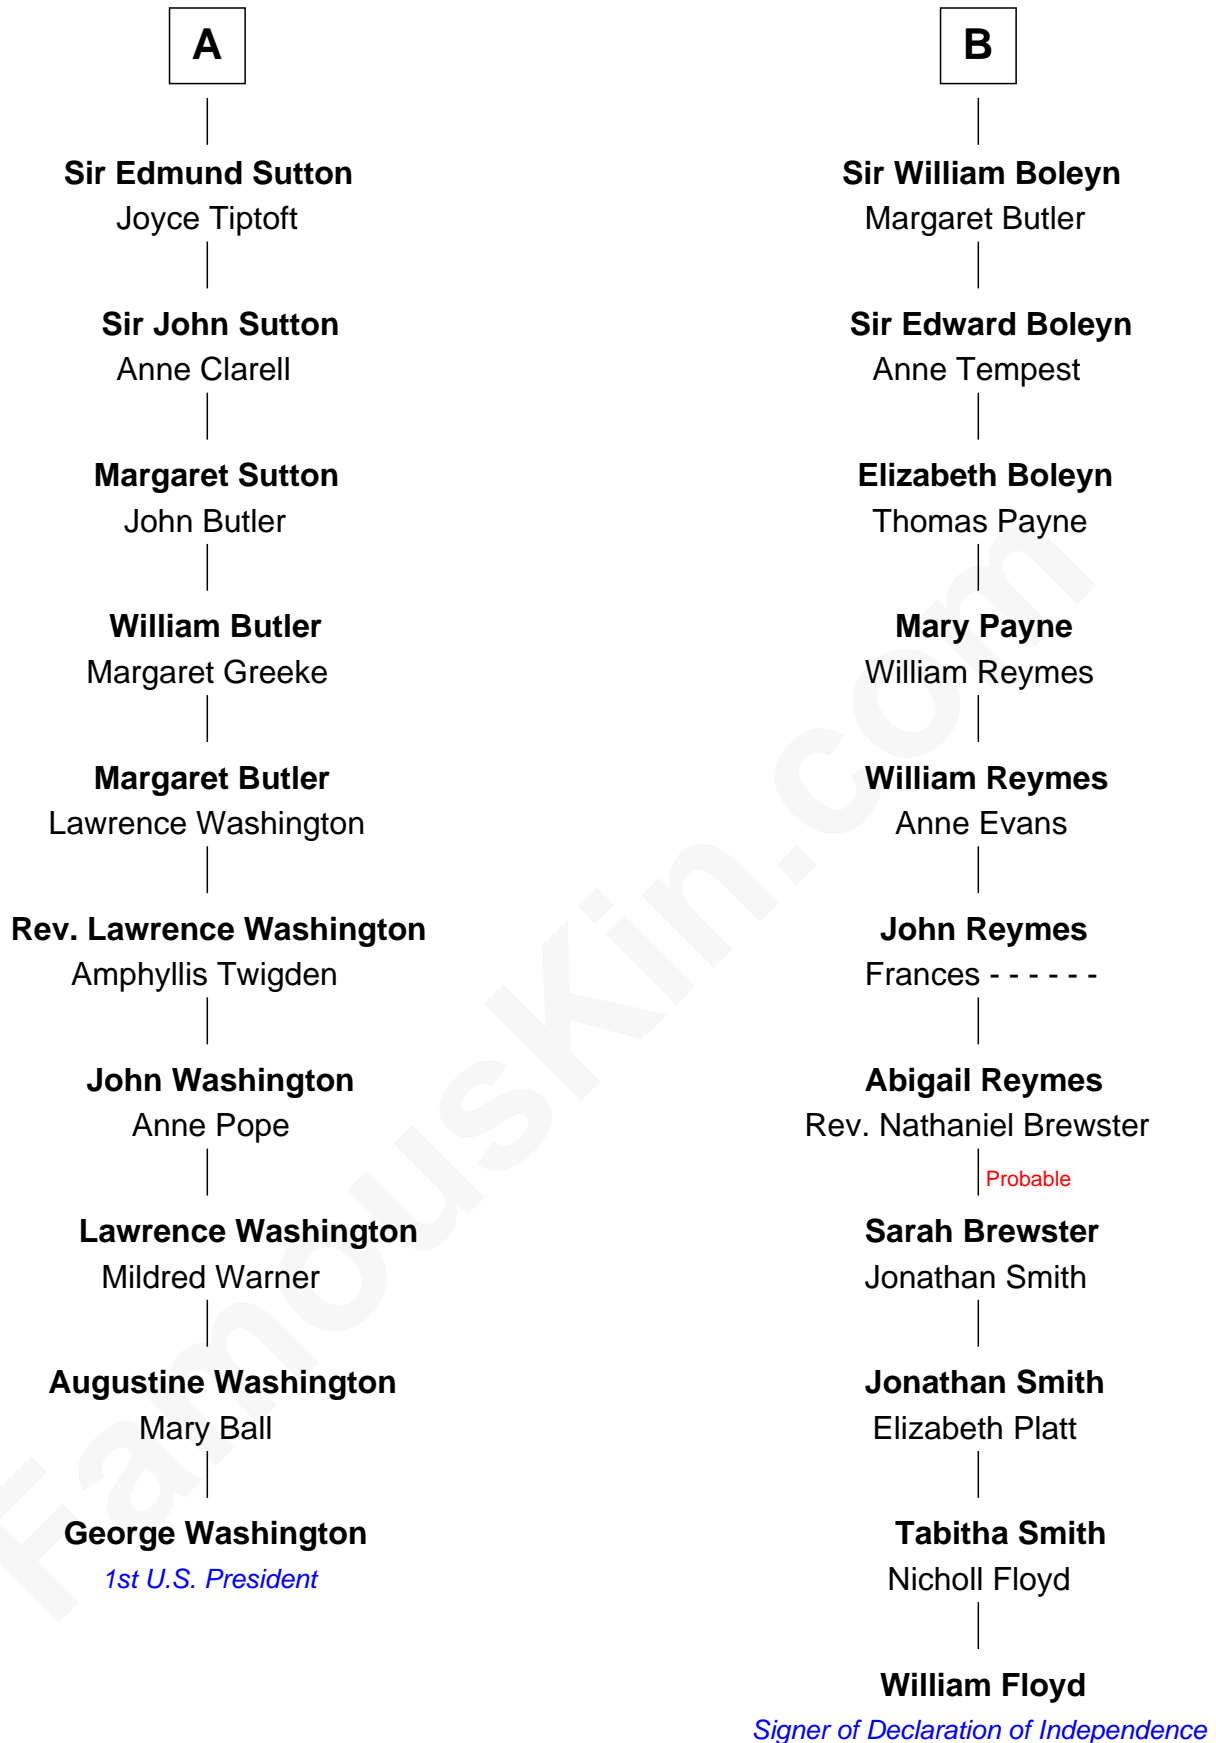 A
Sir Edmund Sutton
Joyce Tiptoft
Sir John Sutton
Anne Clarell
Margaret Sutton
John Butler
William Butler
Margaret Greeke
Margaret Butler
Lawrence Washington
Rev. Lawrence Washington
Amphyllis Twigden
John Washington
Anne Pope
Lawrence Washington
Mildred Warner
Augustine Washington
Mary Ball
George Washington
1st U.S. President
B
Sir William Boleyn
Margaret Butler
Sir Edward Boleyn
Anne Tempest
Elizabeth Boleyn
Thomas Payne
Mary Payne
William Reymes
William Reymes
Anne Evans
John Reymes
Frances - - - - - -
Abigail Reymes
Rev. Nathaniel Brewster
Probable
Sarah Brewster
Jonathan Smith
Jonathan Smith
Elizabeth Platt
Tabitha Smith
Nicholl Floyd
William Floyd
Signer of Declaration of Independence
FamousKin.com